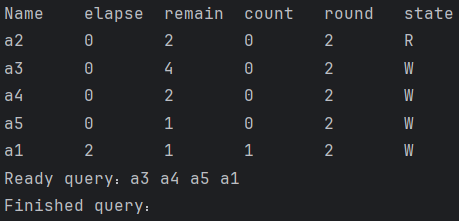 Name elapse remain count round state
a2 0 2 0 2 R
a3 0 4 0 2 W
a4 0 2 0 2 W
a5 0 1 0 2 W
a1 2 1 1 2 W
Ready query：a3 a4 a5 a1
Finished query：